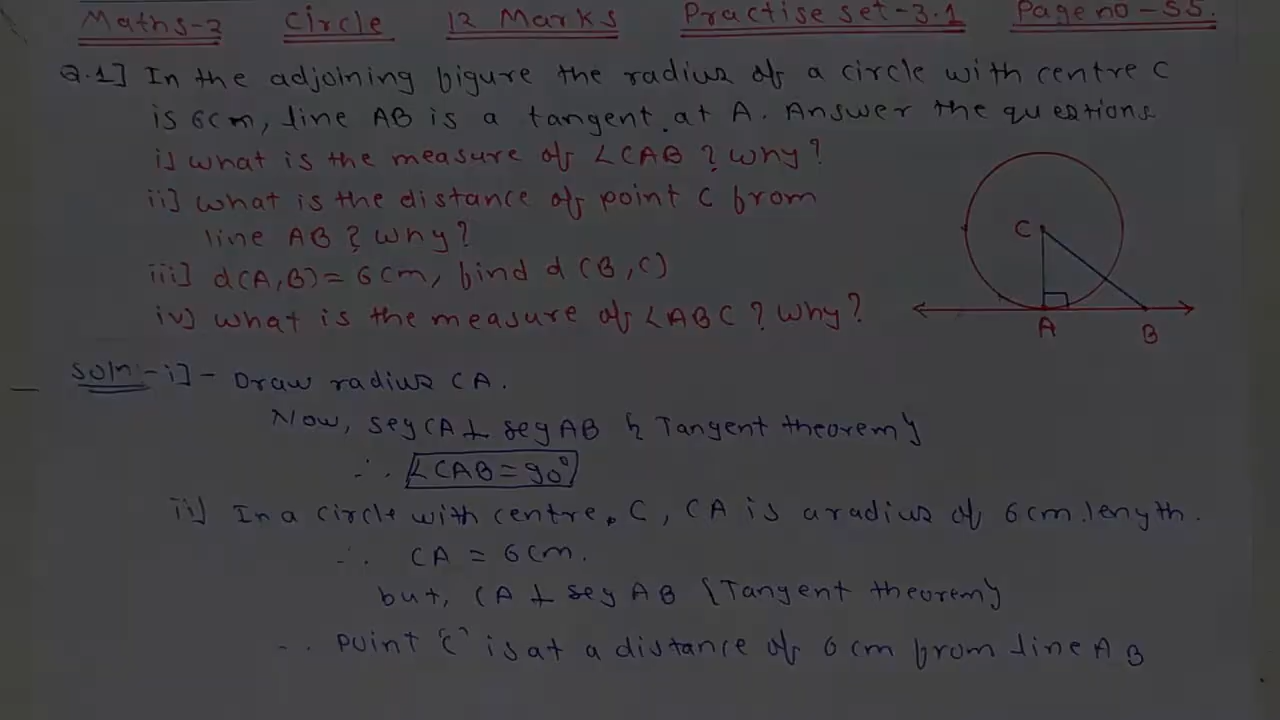 Maths-2 Circle 12 Marks Practise set-3.1 Page no-55.
Q.1] In the adjoining figure the radius of a circle with centre C
is 6cm, line AB is a tangent at A. Answer the questions
i] what is the measure of ∠CAB ? why?
ii] what is the distance of point C from
line AB ? why?
iii] d(A,B)= 6cm, find d (B,C)
iv) what is the measure of ∠ABC ? why?
C
A
B
Soln:-i]- Draw radius CA.
Now, seg CA ⊥ seg AB { Tangent theorem}
∴ ∠CAB = 90°
ii] In a circle with centre C, CA is a radius of 6cm length.
∴ CA = 6cm.
but, CA ⊥ seg AB {Tangent theorem}
∴ point 'C' is at a distance of 6cm from line AB